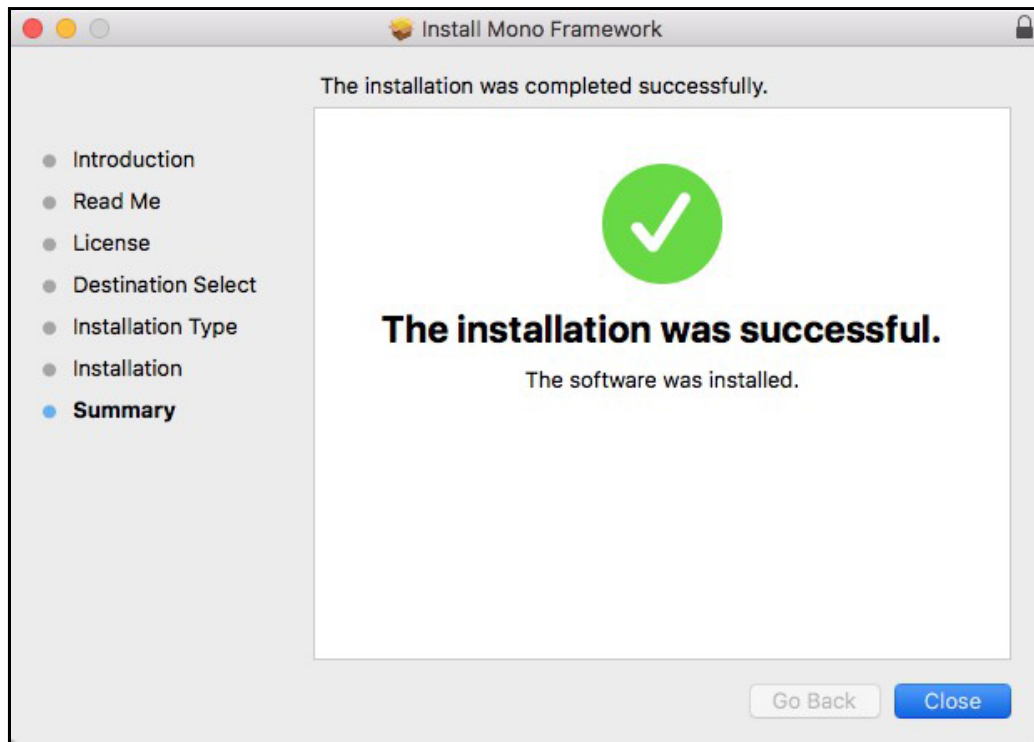 Install Mono Framework
The installation was completed successfully.
Introduction
Read Me
License
Destination Select
Installation Type
Installation
Summary
The installation was successful.
The software was installed.
Go Back
Close